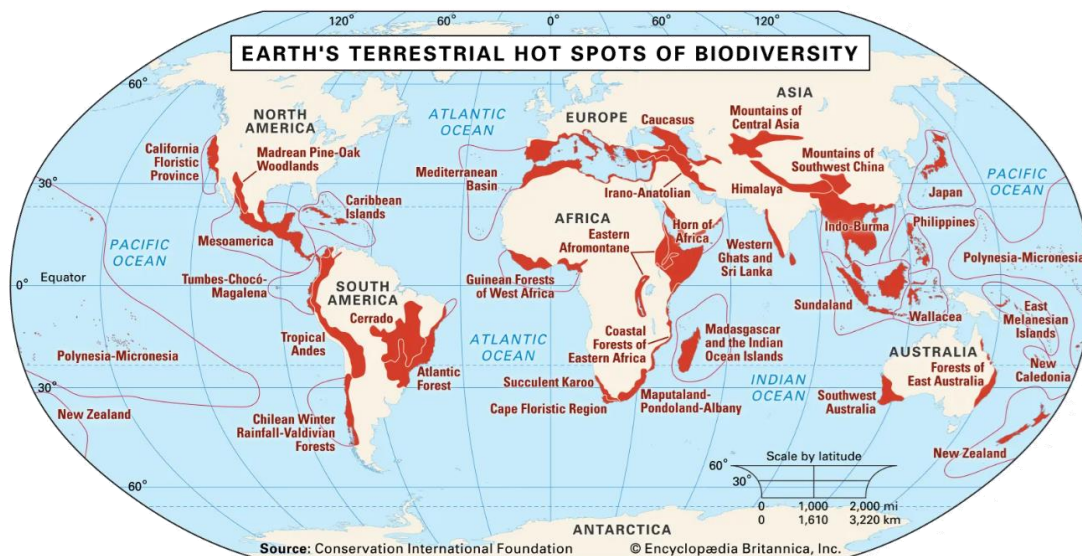 120°
60°
0°
60°
120°
EARTH'S TERRESTRIAL HOT SPOTS OF BIODIVERSITY
60°
NORTH
AMERICA
ATLANTIC
OCEAN
EUROPE
ASIA
Caucasus
Mountains of
Central Asia
California
Floristic
Province
Madrean Pine-Oak
Woodlands
Mountains of
Southwest China
30°
Mediterranean
Basin
Irano-Anatolian
Himalaya
Japan
PACIFIC
OCEAN
Caribbean
Islands
AFRICA
Horn of
Africa
Philippines
Mesoamerica
PACIFIC
OCEAN
Eastern
Afromontane
Indo-Burma
Western
Ghats and
Sri Lanka
Polynesia-Micronesia
Equator
0°
Tumbes-Chocó-
Magalena
SOUTH
AMERICA
Guinean Forests
of West Africa
Sundaland
Wallacea
East
Melanesian
Islands
Cerrado
Tropical
Andes
ATLANTIC
OCEAN
Coastal
Forests of
Eastern Africa
Madagascar
and the Indian
Ocean Islands
Polynesia-Micronesia
Atlantic
Forest
AUSTRALIA
Forests of
East Australia
New
Caledonia
INDIAN
OCEAN
30°
Succulent Karoo
Cape Floristic Region
Maputaland-
Pondoland-Albany
Southwest
Australia
New Zealand
Chilean Winter
Rainfall-Valdivian
Forests
New Zealand
60°
Scale by latitude
60°
30°
0 1,000 2,000 mi
0 1,610 3,220 km
ANTARCTICA
Source: Conservation International Foundation
© Encyclopædia Britannica, Inc.